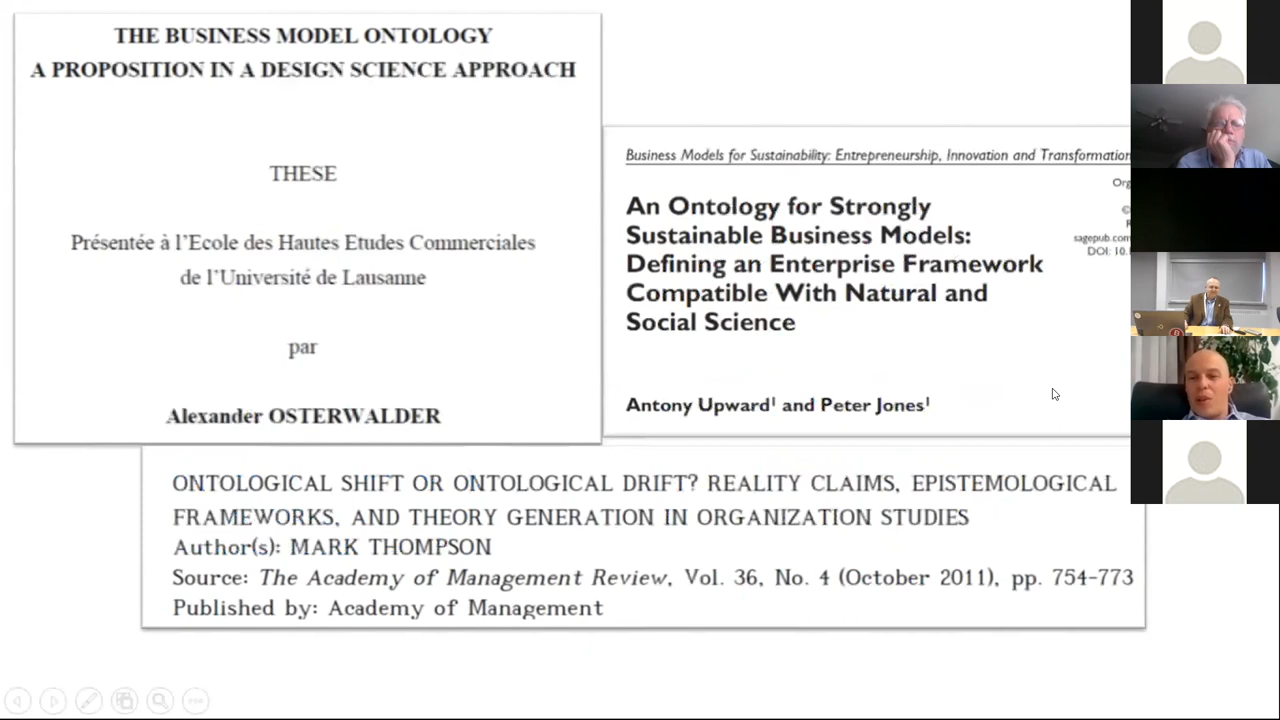 THE BUSINESS MODEL ONTOLOGY
A PROPOSITION IN A DESIGN SCIENCE APPROACH
THESE
Présentée à l'Ecole des Hautes Etudes Commerciales
de l'Université de Lausanne
par
Alexander OSTERWALDER
Business Models for Sustainability: Entrepreneurship, Innovation and Transformation
Org
©
R
sagepub.com
DOI: 10.1
An Ontology for Strongly
Sustainable Business Models:
Defining an Enterprise Framework
Compatible With Natural and
Social Science
Antony Upward¹ and Peter Jones¹
ONTOLOGICAL SHIFT OR ONTOLOGICAL DRIFT? REALITY CLAIMS, EPISTEMOLOGICAL
FRAMEWORKS, AND THEORY GENERATION IN ORGANIZATION STUDIES
Author(s): MARK THOMPSON
Source: The Academy of Management Review, Vol. 36, No. 4 (October 2011), pp. 754-773
Published by: Academy of Management